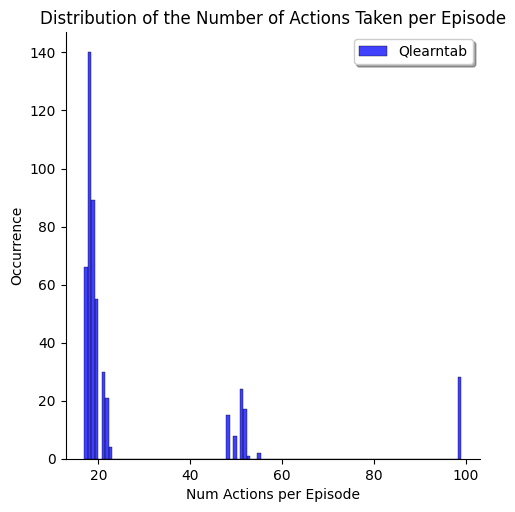 Distribution of the Number of Actions Taken per Episode
Qlearntab
140
120
100
80
60
40
20
0
Occurrence
20 40 60 80 100
Num Actions per Episode